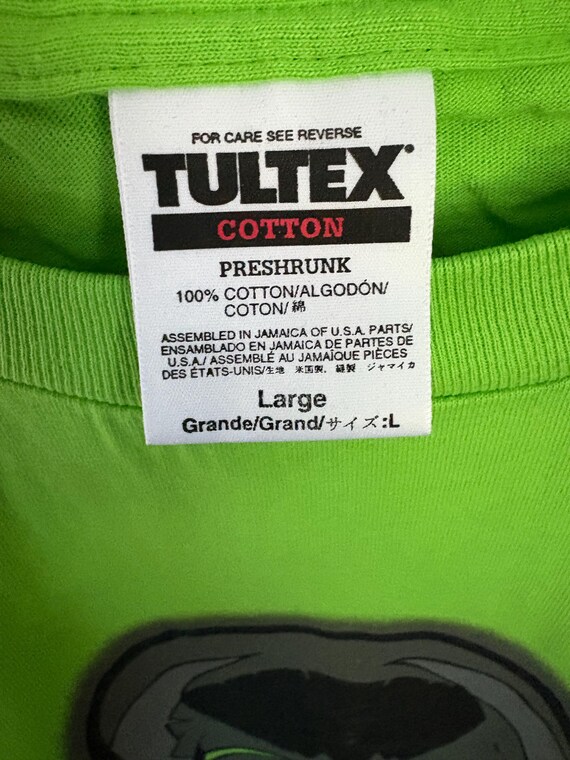 FOR CARE SEE REVERSE
TULTEX®
COTTON
PRESHRUNK
100% COTTON/ALGODÓN/
COTON/綿
ASSEMBLED IN JAMAICA OF U.S.A. PARTS/
ENSAMBLADO EN JAMAICA DE PARTES DE
U.S.A./ ASSEMBLÉ AU JAMAÏQUE PIÈCES
DES ÉTATS-UNIS/生地 米国製、縫製 ジャマイカ
Large
Grande/Grand/サイズ:L